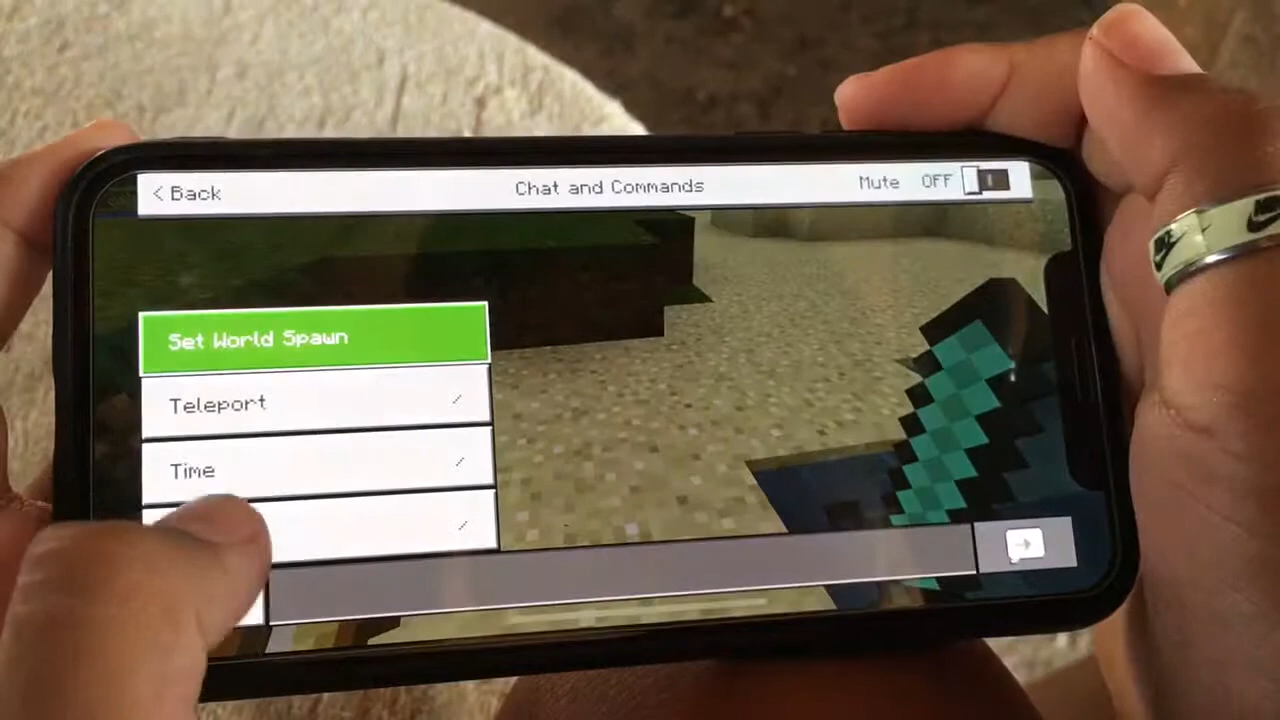 < Back
Chat and Commands
Mute OFF
Set World Spawn
Teleport /
Time /
/